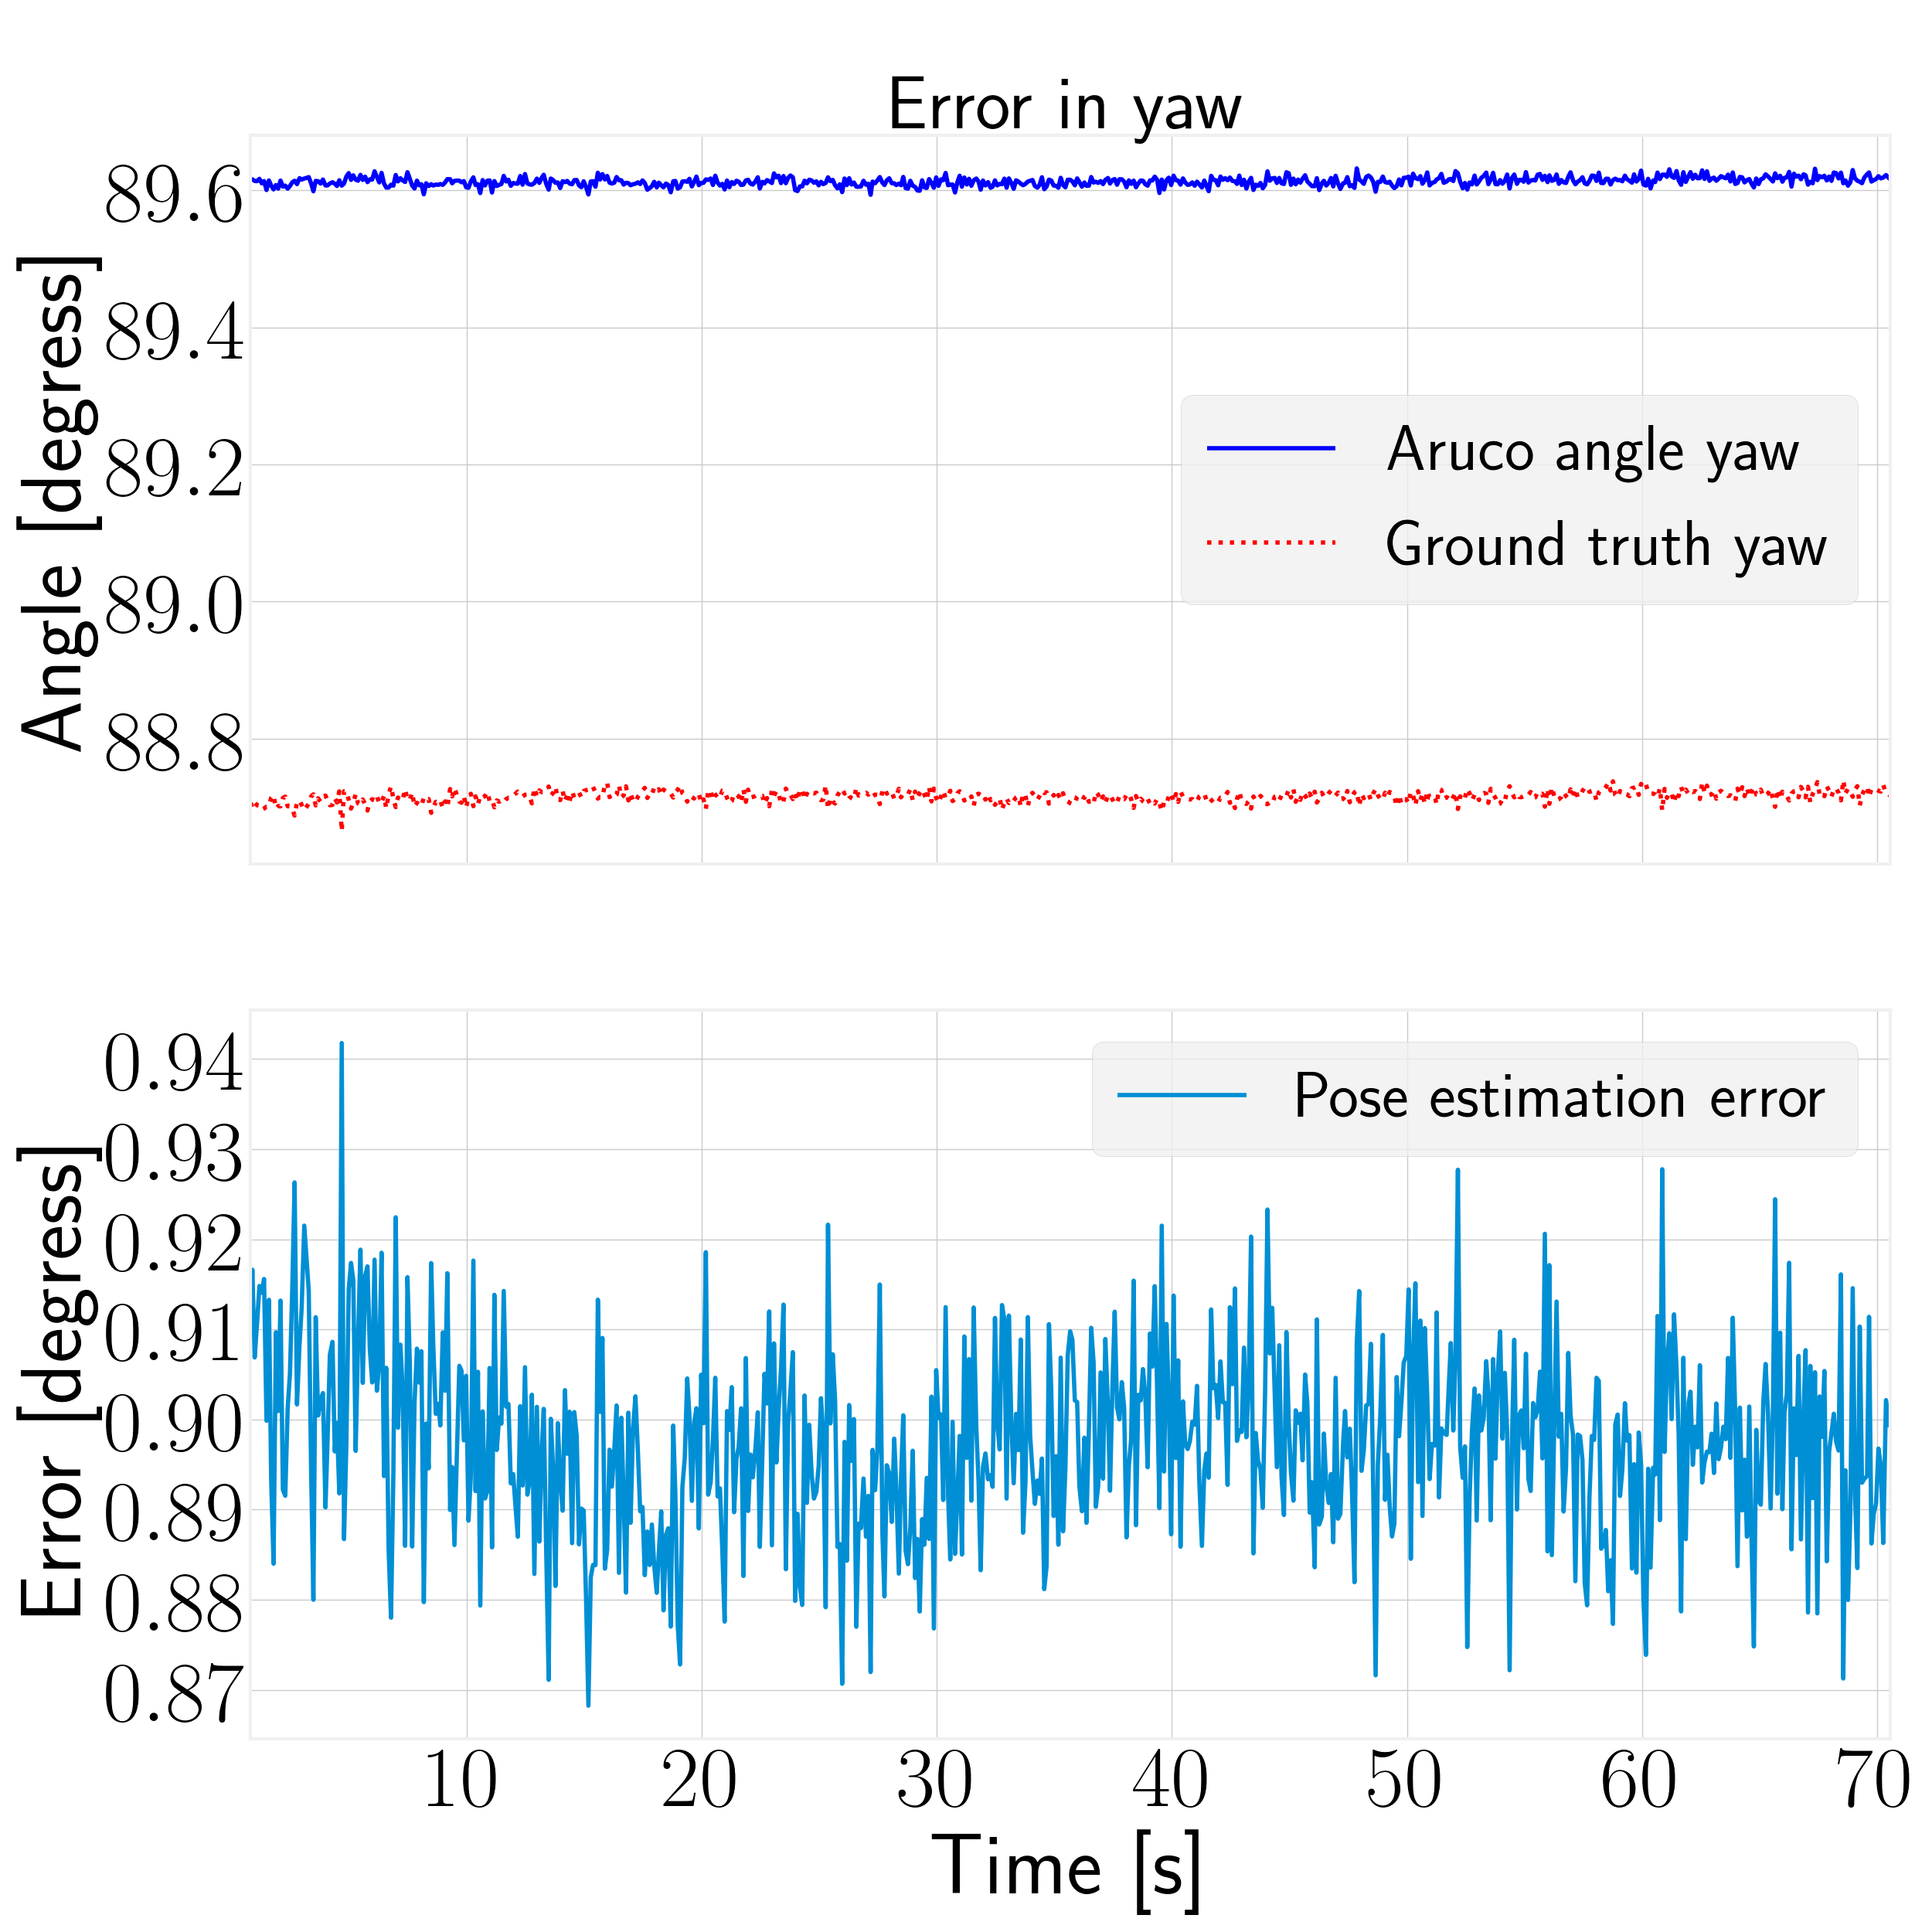 Error in yaw
Angle [degress]
89.6
89.4
89.2
89.0
88.8
Aruco angle yaw
Ground truth yaw
Error [degress]
0.94
0.93
0.92
0.91
0.90
0.89
0.88
0.87
Pose estimation error
10 20 30 40 50 60 70
Time [s]